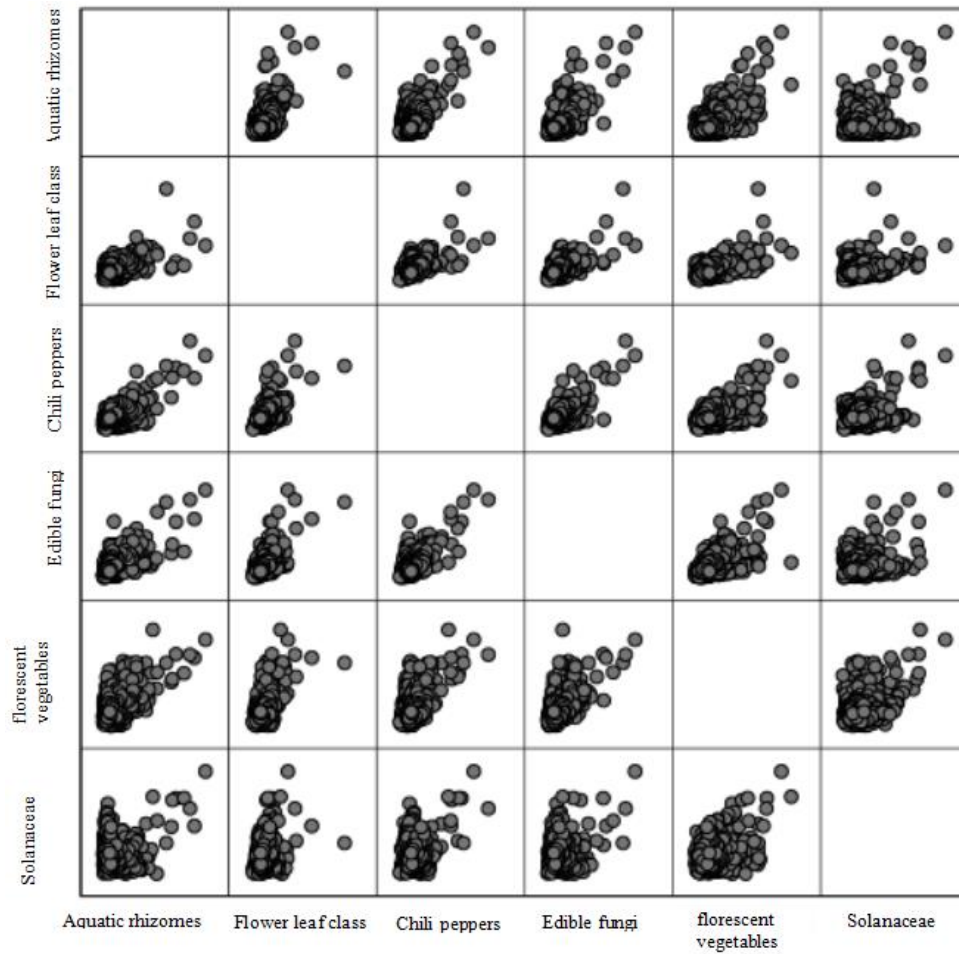 Aquatic rhizomes
Flower leaf class
Chili peppers
Edible fungi
florescent
vegetables
Solanaceae
Aquatic rhizomes
Flower leaf class
Chili peppers
Edible fungi
florescent
vegetables
Solanaceae